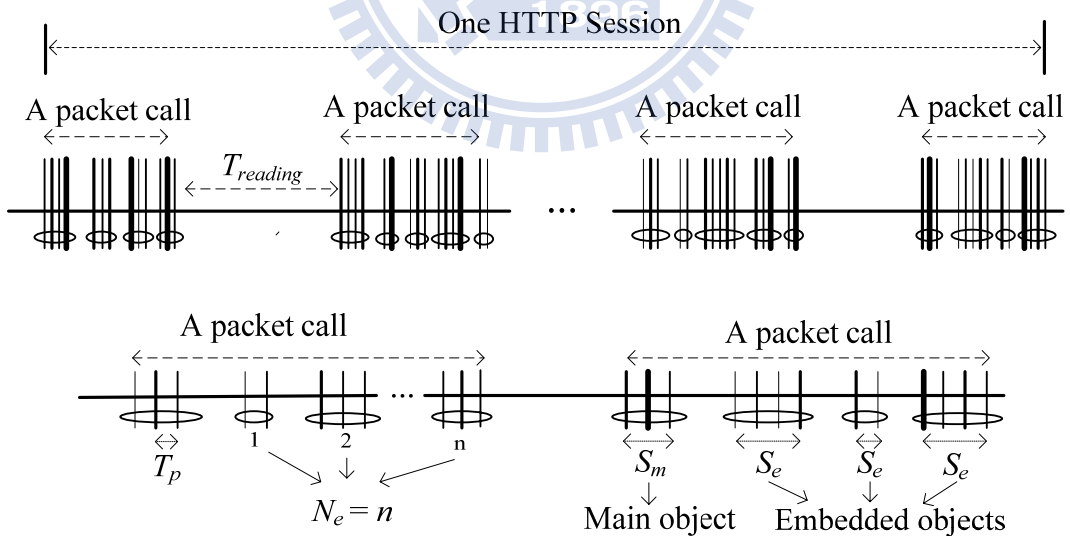 1896
One HTTP Session
A packet call A packet call A packet call A packet call
T_reading
...
A packet call A packet call
...
1 2 n
T_p S_m S_e S_e S_e
N_e = n
Main object Embedded objects